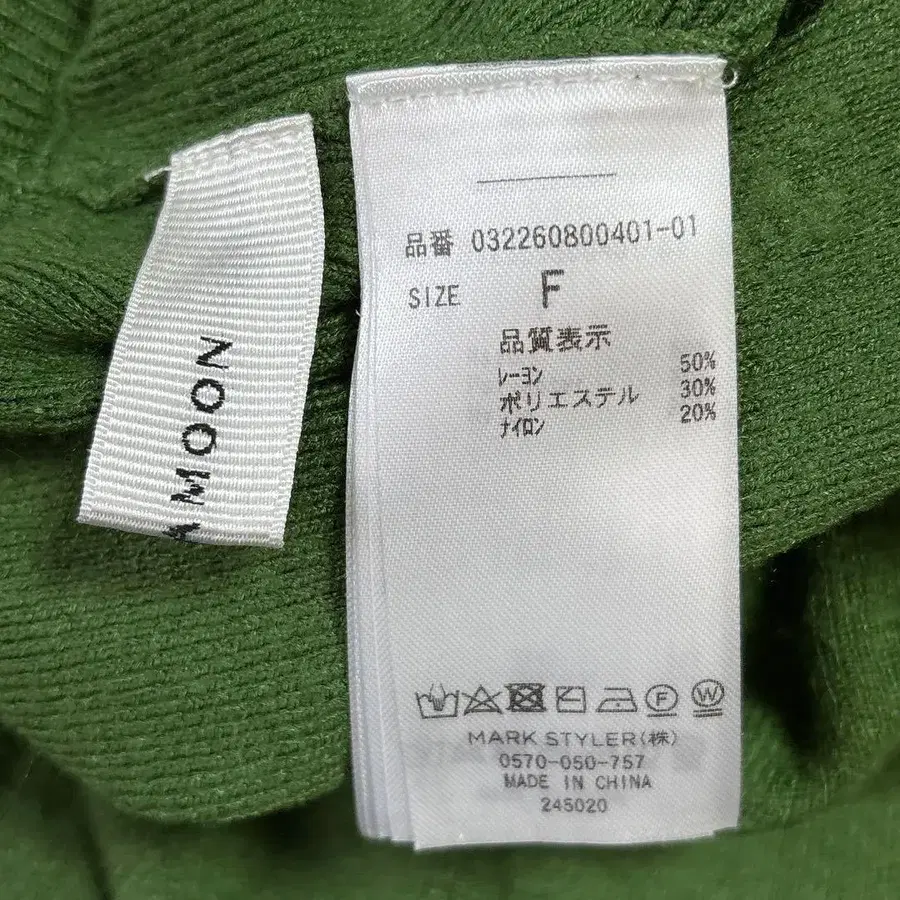 AMOON
品番 032260800401-01
SIZE F
品質表示
レーヨン 50%
ポリエステル 30%
ナイロン 20%
F W
MARK STYLER(株)
0570-050-757
MADE IN CHINA
245020